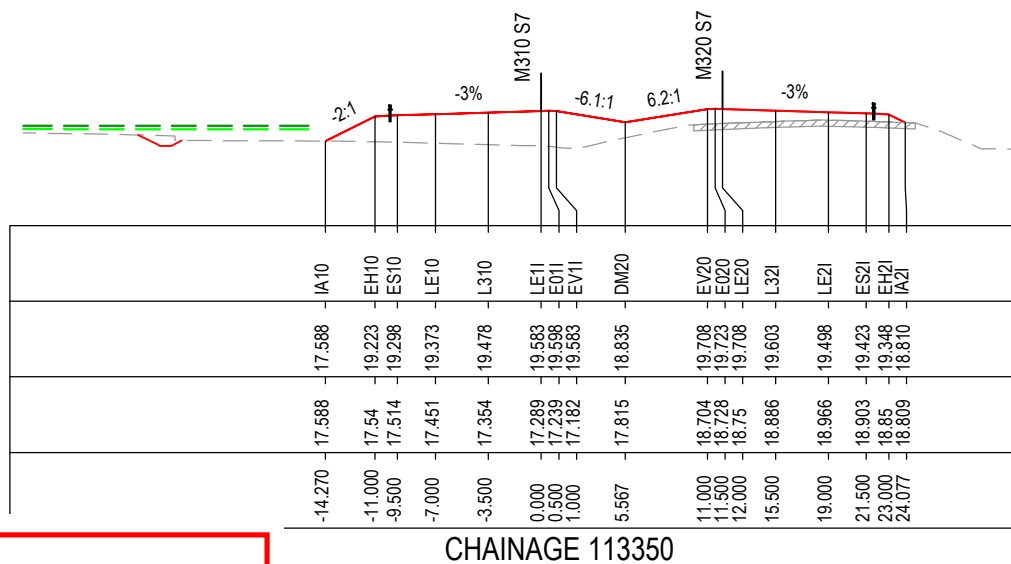 M310 S7
M320 S7
-2:1
-3%
-6.1:1
6.2:1
-3%
IA10 EH10 ES10 LE10 L310 LE1I E01I EV1I DM20 EV20 E020 LE20 L32I LE2I ES2I EH2I IA2I
17.588 19.223 19.298 19.373 19.478 19.583 19.598 19.583 18.835 19.708 19.723 19.708 19.603 19.498 19.423 19.348 18.810
17.588 17.54 17.514 17.451 17.354 17.289 17.239 17.182 17.815 18.704 18.728 18.75 18.886 18.966 18.903 18.85 18.809
-14.270 -11.000 -9.500 -7.000 -3.500 0.000 0.500 1.000 5.567 11.000 11.500 12.000 15.500 19.000 21.500 23.000 24.077
CHAINAGE 113350